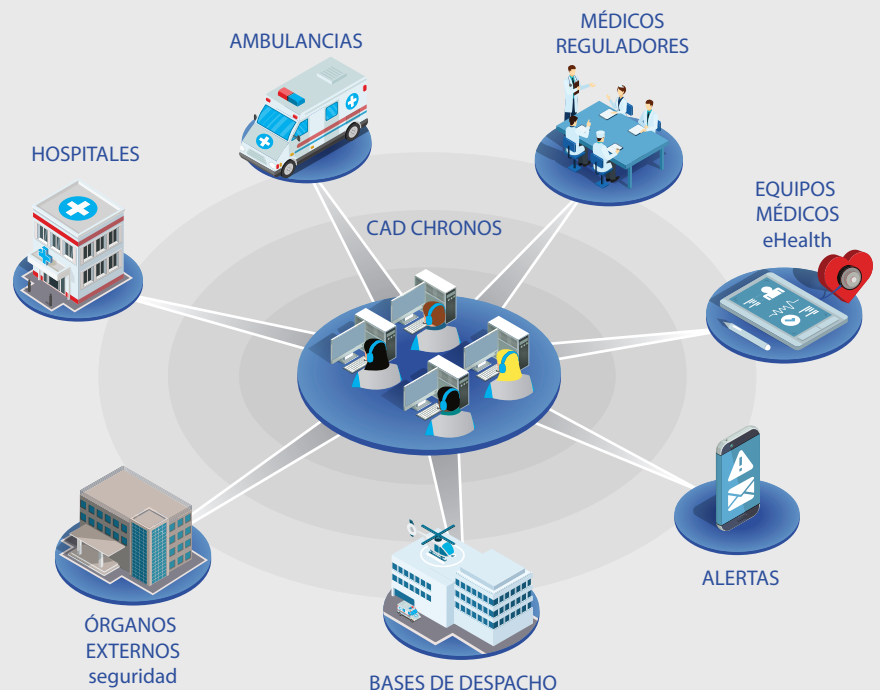 AMBULANCIAS
MÉDICOS
REGULADORES
HOSPITALES
EQUIPOS
MÉDICOS
eHealth
CAD CHRONOS
ALERTAS
ÓRGANOS
EXTERNOS
seguridad
BASES DE DESPACHO